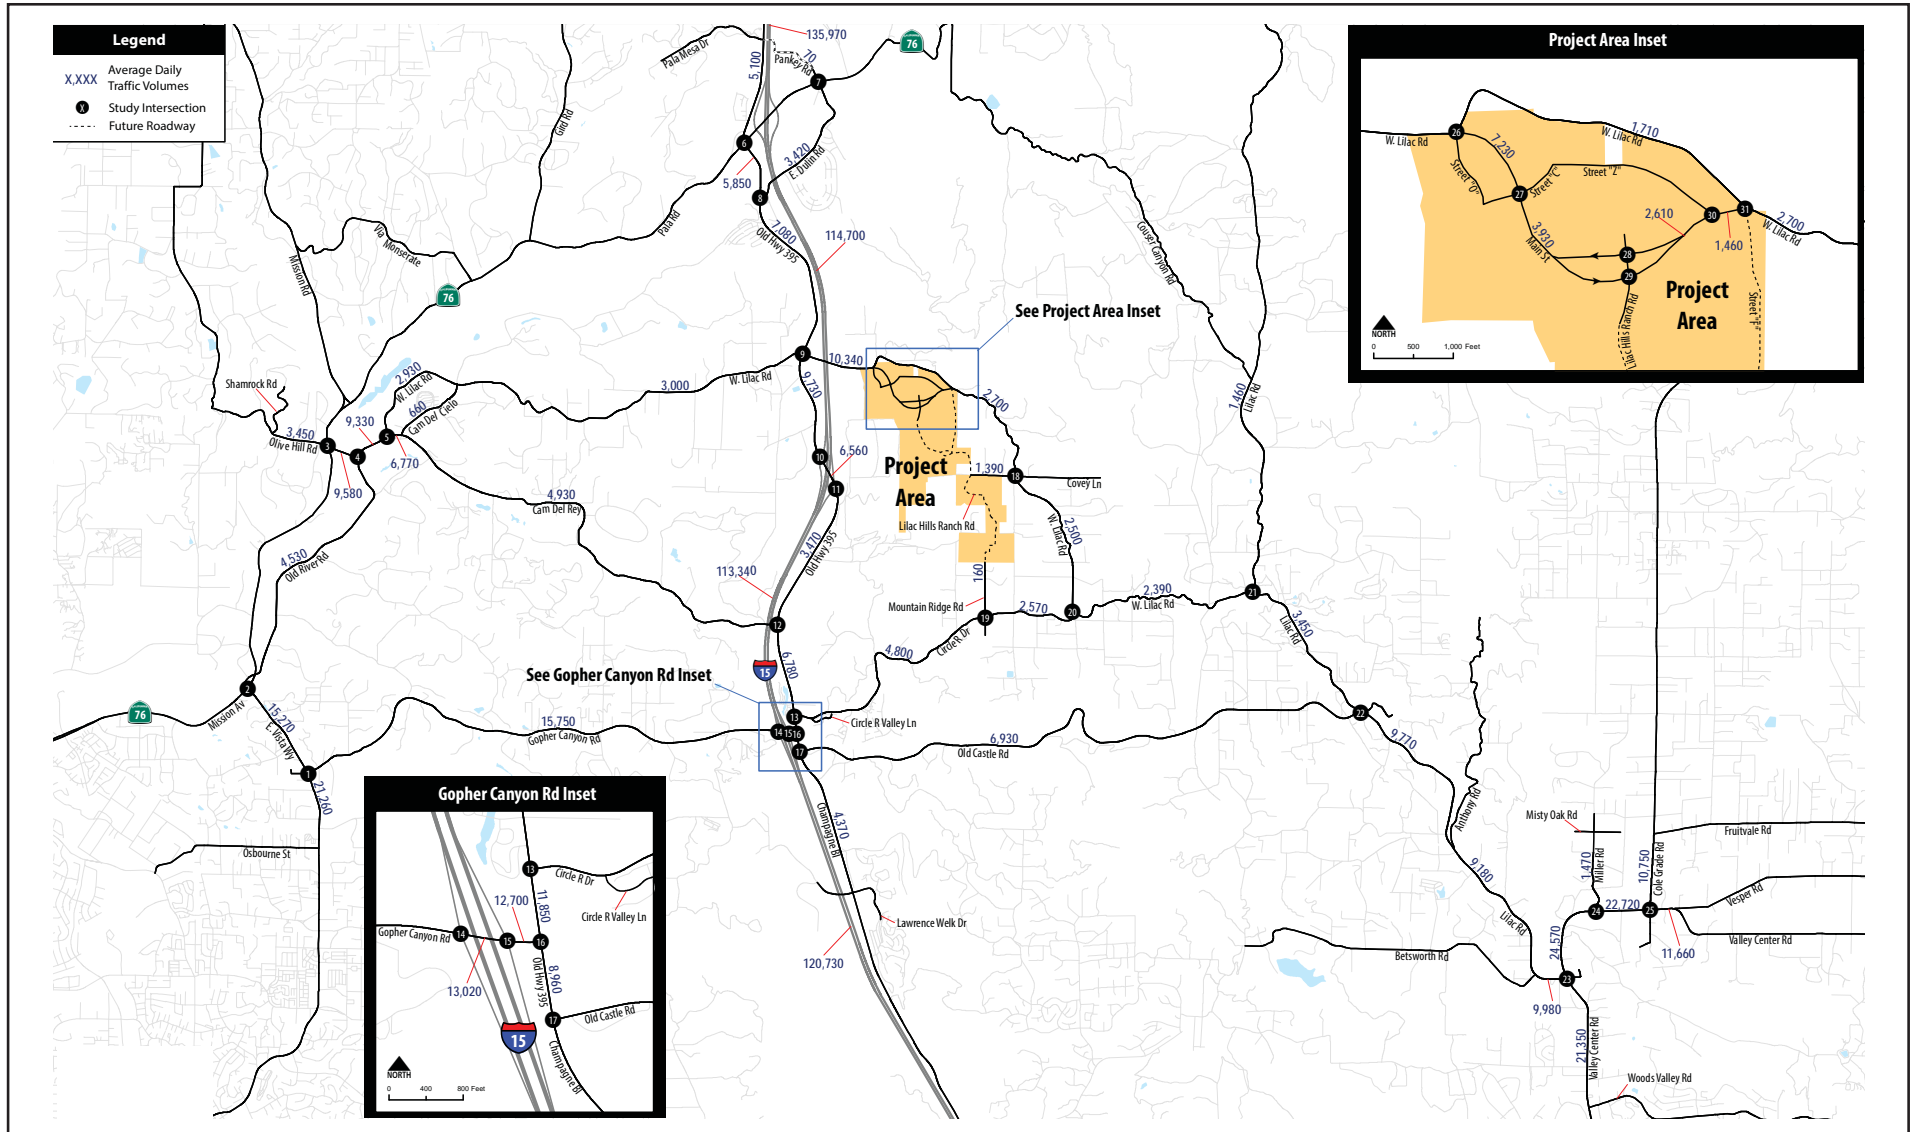 Legend
X,XXX Average Daily
Traffic Volumes
X Study Intersection
Future Roadway
135,970
Pala Mesa Dr
5,100
70
Pankey Rd
76
7
6
3,420
E. Dulin Rd
5,850
8
Gird Rd
Pala Rd
7,080
Old Hwy 395
114,700
Via Monserate
Mission Rd
76
Couser Canyon Rd
See Project Area Inset
9
10,340
W. Lilac Rd
3,000
9,730
2,700
1,460
Lilac Rd
2,930
W. Lilac Rd
660
Cam Del Cielo
Shamrock Rd
9,330
3,450
Olive Hill Rd
3
4
5
6,770
9,580
4,930
Cam Del Rey
10
6,560
11
Project
Area
1,390
18
Covey Ln
Lilac Hills Ranch Rd
2,500
W. Lilac Rd
3,470
Old Hwy 395
4,530
Old River Rd
113,340
160
Mountain Ridge Rd
2,570
2,390
W. Lilac Rd
19
20
21
3,450
Lilac Rd
12
Circle R Dr
4,800
6,780
15
See Gopher Canyon Rd Inset
76
2
Mission Av
15,270
E. Vista Wy
15,750
Gopher Canyon Rd
13
Circle R Valley Ln
14
15
16
17
6,930
Old Castle Rd
22
9,770
1
21,260
4,370
Champagne Bl
Anthony Rd
Misty Oak Rd
Fruitvale Rd
Osbourne St
1,470
Miller Rd
10,750
Cole Grade Rd
9,180
Lilac Rd
Vesper Rd
24
22,720
25
Lawrence Welk Dr
Valley Center Rd
11,660
24,570
Betsworth Rd
120,730
23
9,980
21,350
Valley Center Rd
Woods Valley Rd
Project Area Inset
W. Lilac Rd
26
7,230
1,710
W. Lilac Rd
Street "O"
27
Street "C"
Street "Z"
2,610
30
31
2,700
W. Lilac Rd
1,460
3,930
Main St
28
29
Project
Area
Lilac Hills Ranch Rd
Street "F"
NORTH
0 500 1,000 Feet
Gopher Canyon Rd Inset
13
Circle R Dr
12,700
11,850
Circle R Valley Ln
Gopher Canyon Rd
14
15
16
13,020
Old Hwy 395
8,960
17
Old Castle Rd
15
Champagne Bl
NORTH
0 400 800 Feet